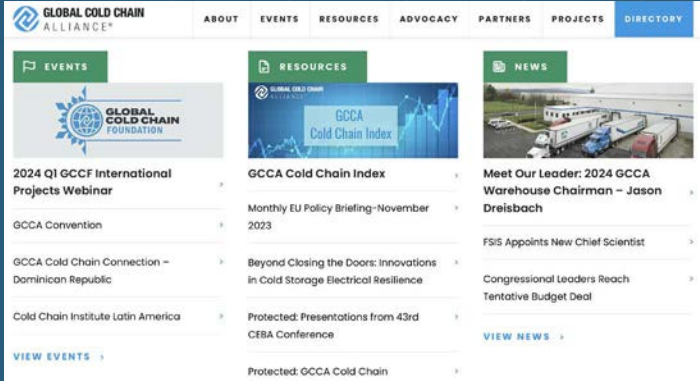 GLOBAL COLD CHAIN
ALLIANCE®
ABOUT
EVENTS
RESOURCES
ADVOCACY
PARTNERS
PROJECTS
DIRECTORY
EVENTS
GLOBAL
COLD CHAIN
FOUNDATION
2024 Q1 GCCF International
Projects Webinar
GCCA Convention
GCCA Cold Chain Connection –
Dominican Republic
Cold Chain Institute Latin America
VIEW EVENTS
RESOURCES
GLOBAL COLD CHAIN
ALLIANCE
GCCA
Cold Chain Index
GCCA Cold Chain Index
Monthly EU Policy Briefing-November
2023
Beyond Closing the Doors: Innovations
in Cold Storage Electrical Resilience
Protected: Presentations from 43rd
CEBA Conference
Protected: GCCA Cold Chain
NEWS
Meet Our Leader: 2024 GCCA
Warehouse Chairman – Jason
Dreisbach
FSIS Appoints New Chief Scientist
Congressional Leaders Reach
Tentative Budget Deal
VIEW NEWS